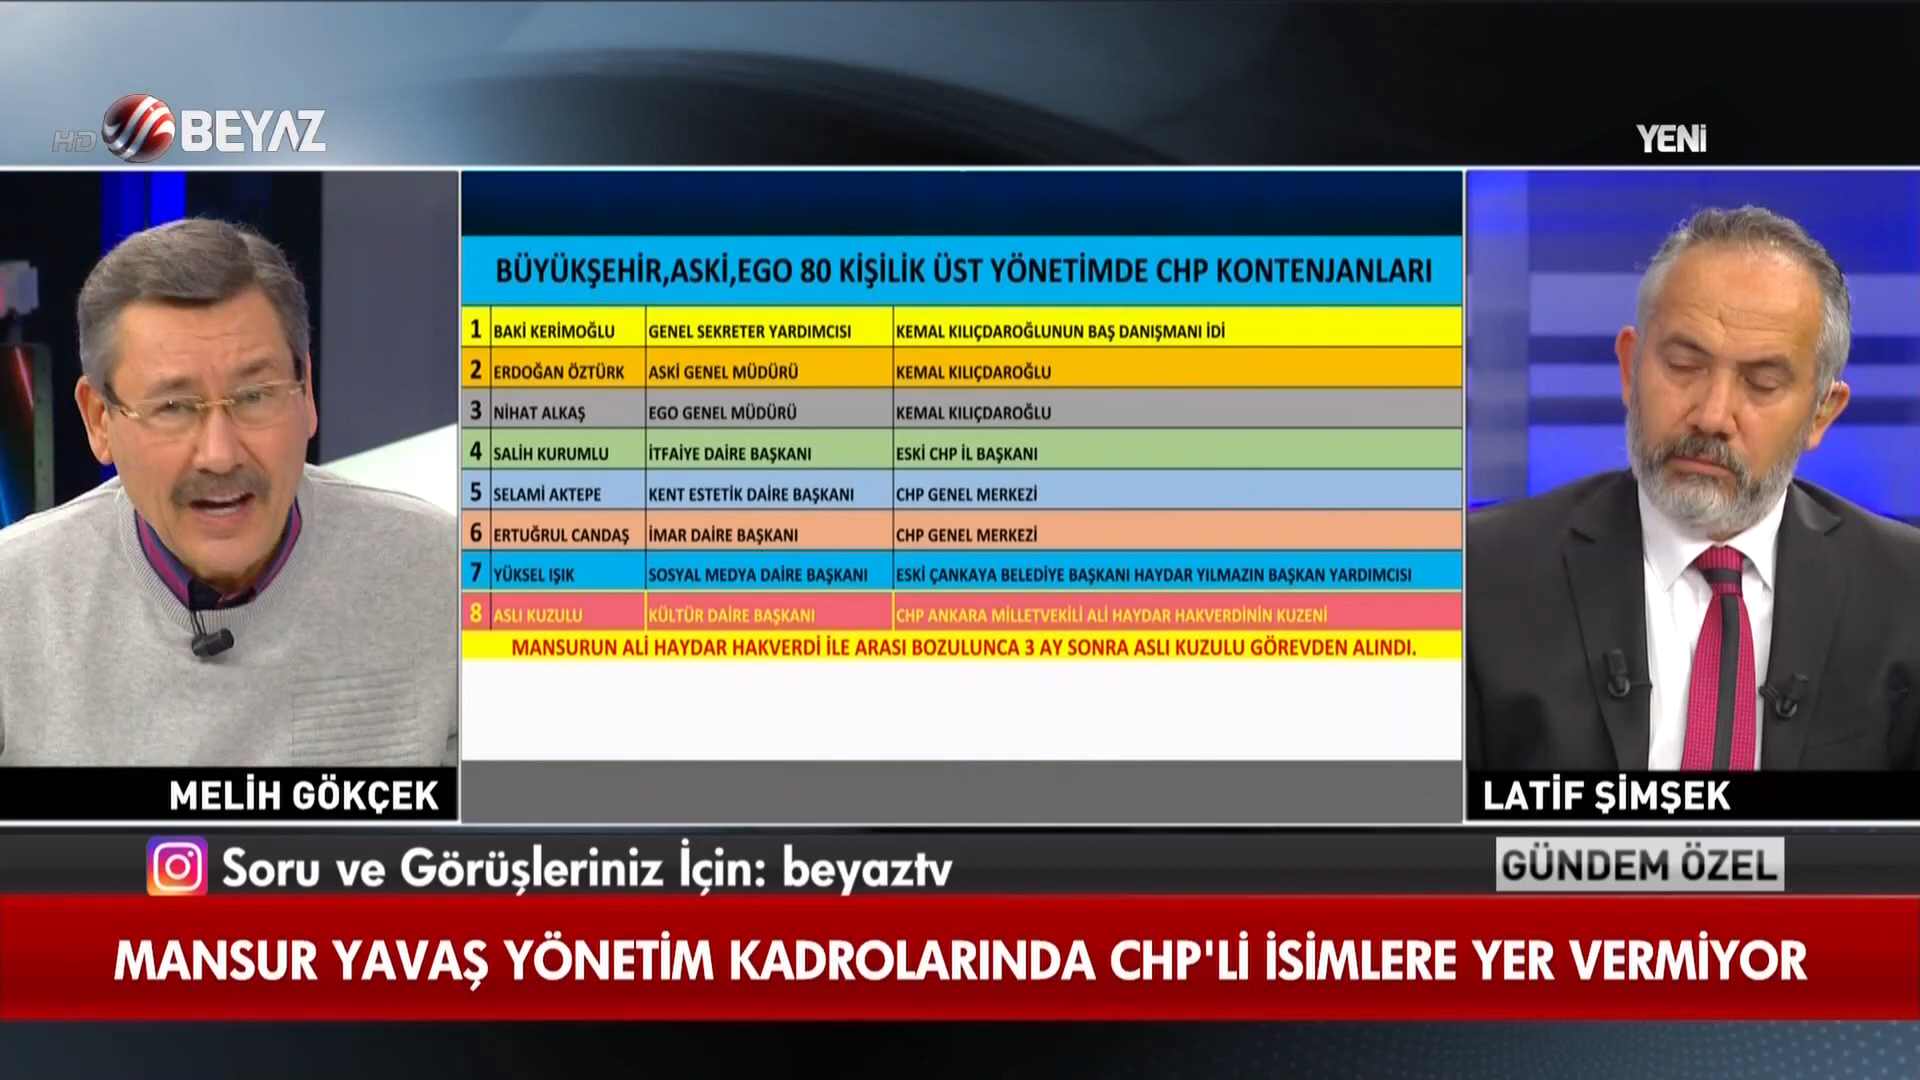 HD BEYAZ
YENİ
BÜYÜKŞEHİR,ASKİ,EGO 80 KİŞİLİK ÜST YÖNETİMDE CHP KONTENJANLARI
1 BAKİ KERİMOĞLU GENEL SEKRETER YARDIMCISI KEMAL KILIÇDAROĞLUNUN BAŞ DANIŞMANI İDİ
2 ERDOĞAN ÖZTÜRK ASKİ GENEL MÜDÜRÜ KEMAL KILIÇDAROĞLU
3 NİHAT ALKAŞ EGO GENEL MÜDÜRÜ KEMAL KILIÇDAROĞLU
4 SALİH KURUMLU İTFAİYE DAİRE BAŞKANI ESKİ CHP İL BAŞKANI
5 SELAMİ AKTEPE KENT ESTETİK DAİRE BAŞKANI CHP GENEL MERKEZİ
6 ERTUĞRUL CANDAŞ İMAR DAİRE BAŞKANI CHP GENEL MERKEZİ
7 YÜKSEL IŞIK SOSYAL MEDYA DAİRE BAŞKANI ESKİ ÇANKAYA BELEDİYE BAŞKANI HAYDAR YILMAZIN BAŞKAN YARDIMCISI
8 ASLI KUZULU KÜLTÜR DAİRE BAŞKANI CHP ANKARA MİLLETVEKİLİ ALİ HAYDAR HAKVERDİNİN KUZENİ
MANSURUN ALİ HAYDAR HAKVERDİ İLE ARASI BOZULUNCA 3 AY SONRA ASLI KUZULU GÖREVDEN ALINDI.
MELİH GÖKÇEK
LATİF ŞİMŞEK
Soru ve Görüşleriniz İçin: beyaztv
GÜNDEM ÖZEL
MANSUR YAVAŞ YÖNETİM KADROLARINDA CHP'Lİ İSİMLERE YER VERMİYOR